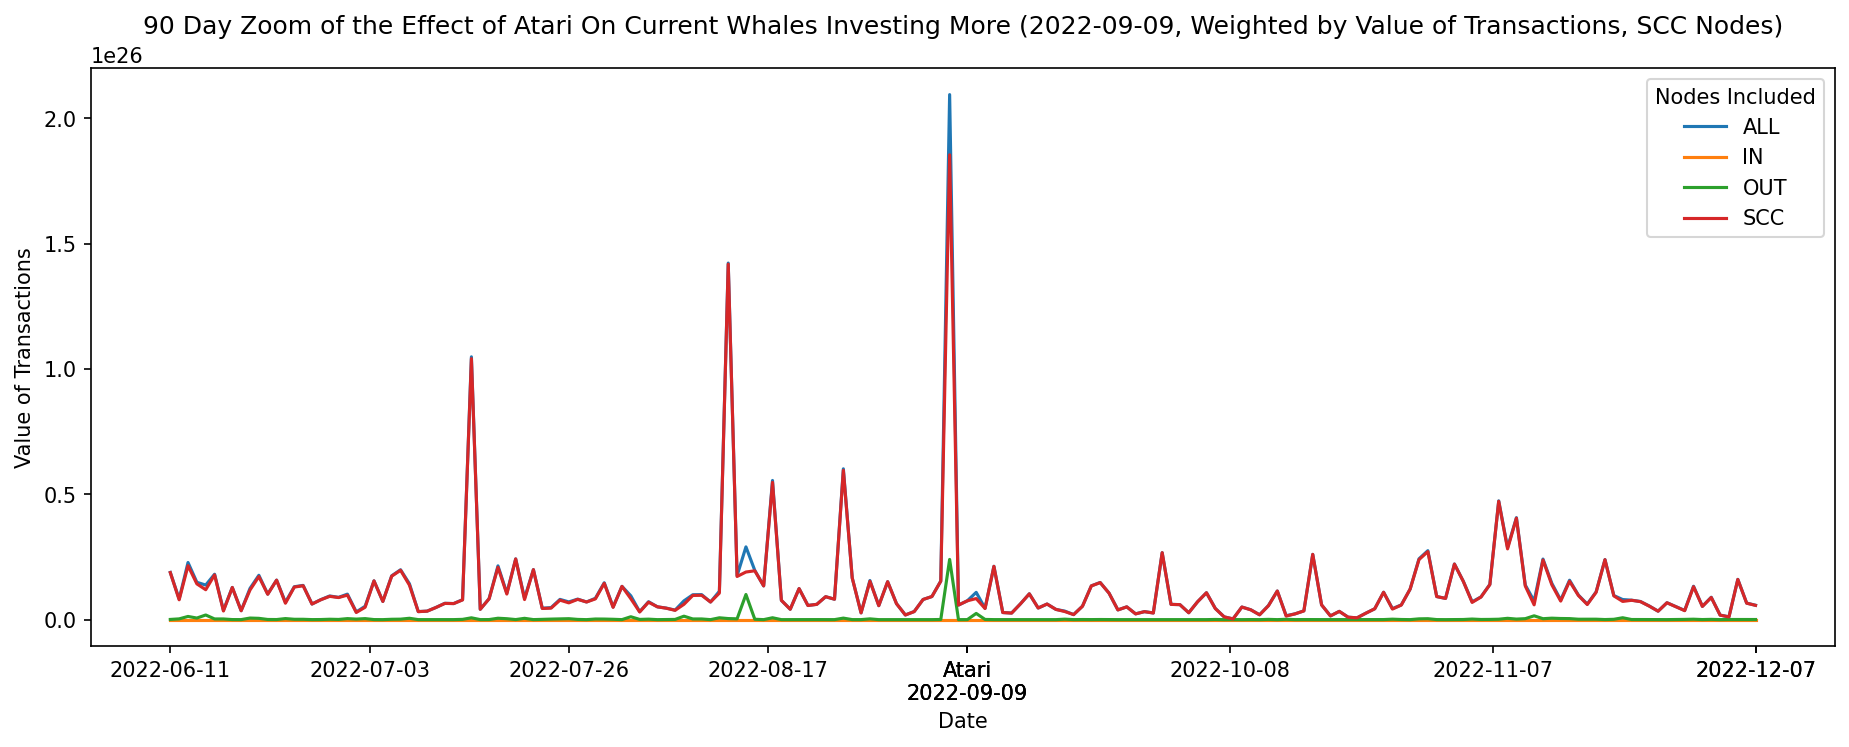 90 Day Zoom of the Effect of Atari On Current Whales Investing More (2022-09-09, Weighted by Value of Transactions, SCC Nodes)
1e26
2.0
1.5
1.0
0.5
0.0
Value of Transactions
Nodes Included
ALL
IN
OUT
SCC
2022-06-11
2022-07-03
2022-07-26
2022-08-17
Atari
2022-09-09
2022-10-08
2022-11-07
2022-12-07
Date